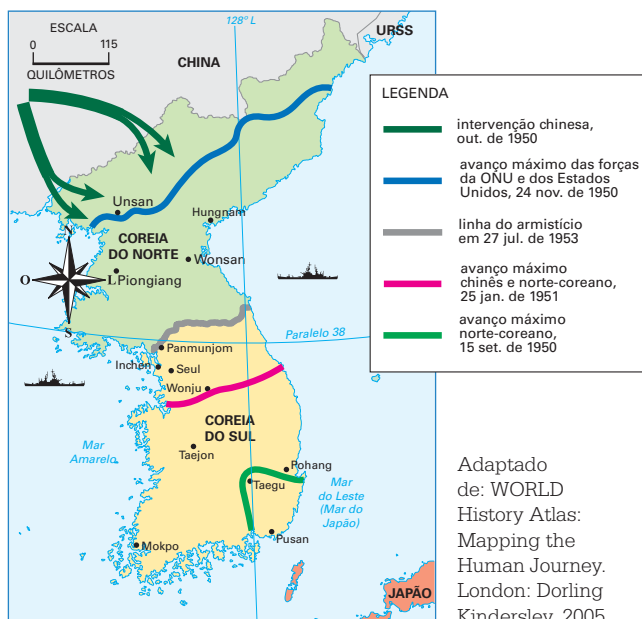 ESCALA
0 115
QUILÔMETROS
128º L
URSS
CHINA
Unsan
Hungnam
COREIA
DO NORTE
Wonsan
N
O
L
S
Piongiang
Paralelo 38
Panmunjom
Inchen
Seul
Wonju
COREIA
DO SUL
Mar
Amarelo
Taejon
Pohang
Taegu
Mar
do Leste
(Mar do
Japão)
Mokpo
Pusan
JAPÃO
LEGENDA
intervenção chinesa,
out. de 1950
avanço máximo das forças
da ONU e dos Estados
Unidos, 24 nov. de 1950
linha do armistício
em 27 jul. de 1953
avanço máximo
chinês e norte-coreano,
25 jan. de 1951
avanço máximo
norte-coreano,
15 set. de 1950
Adaptado
de: WORLD
History Atlas:
Mapping the
Human Journey.
London: Dorling
Kindersley, 2005